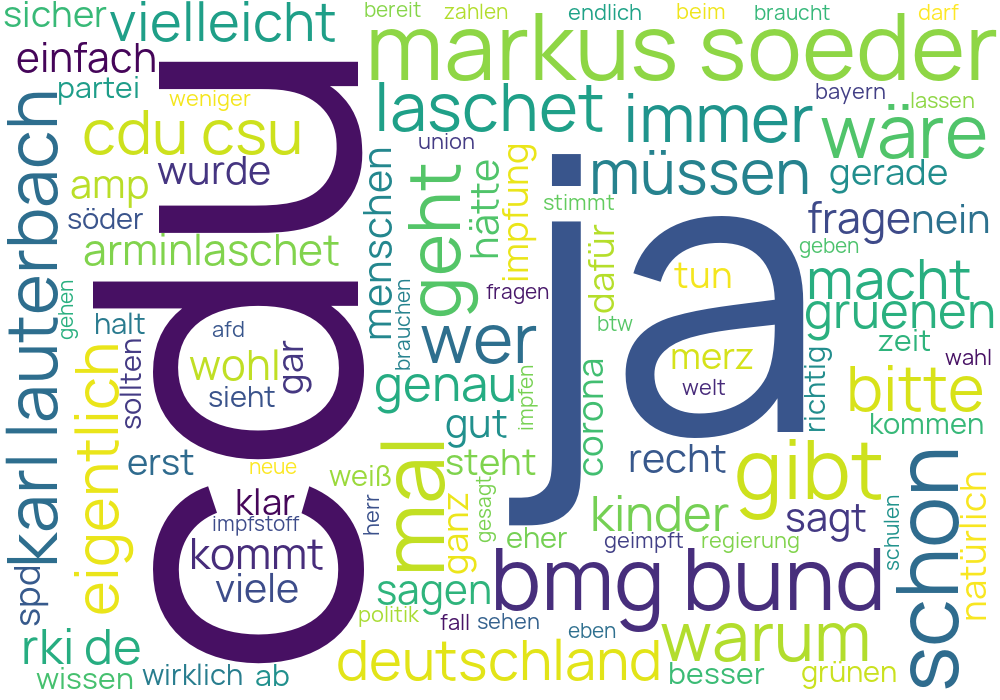 sicher
vielleicht
bereit
zahlen
endlich
beim
braucht
darf
einfach
markus soeder
partei
weniger
laschet
immer
bayern
lassen
wäre
cdu csu
union
wurde
müssen
gerade
amp
söder
menschen
geht
hätte
impfung
stimmt
frage
nein
arminlaschet
cdu
ja
dafür
geben
karl lauterbach
gehen
tun
macht
fragen
gruenen
halt
afd
brauchen
wer
btw
zeit
sollten
wohl
gar
merz
wahl
sieht
genau
impfen
welt
richtig
bitte
eigentlich
gut
corona
kommen
erst
neue
weiß
mal
steht
recht
gibt
schon
klar
herr
ganz
gesagt
kinder
sagt
schulen
natürlich
impfstoff
eher
geimpft
regierung
kommt
spd
viele
sagen
bmg bund
politik
fall
sehen
eben
warum
rki de
deutschland
wissen
wirklich
ab
besser
grünen